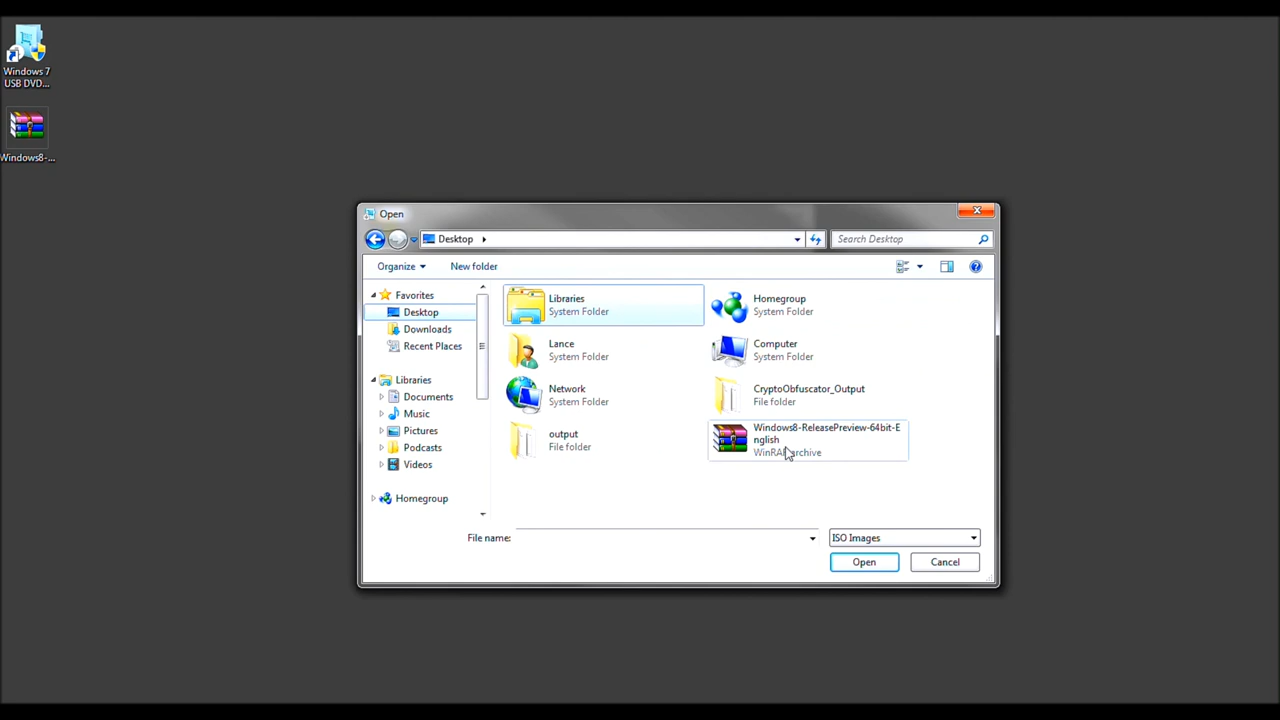 Windows 7
USB DVD...
Windows8-...
Open
Desktop
Search Desktop
Organize
New folder
Favorites
Desktop
Downloads
Recent Places
Libraries
Documents
Music
Pictures
Podcasts
Videos
Homegroup
Libraries
System Folder
Homegroup
System Folder
Lance
System Folder
Computer
System Folder
Network
System Folder
CryptoObfuscator_Output
File folder
output
File folder
Windows8-ReleasePreview-64bit-E
nglish
WinRAR archive
File name:
ISO Images
Open
Cancel